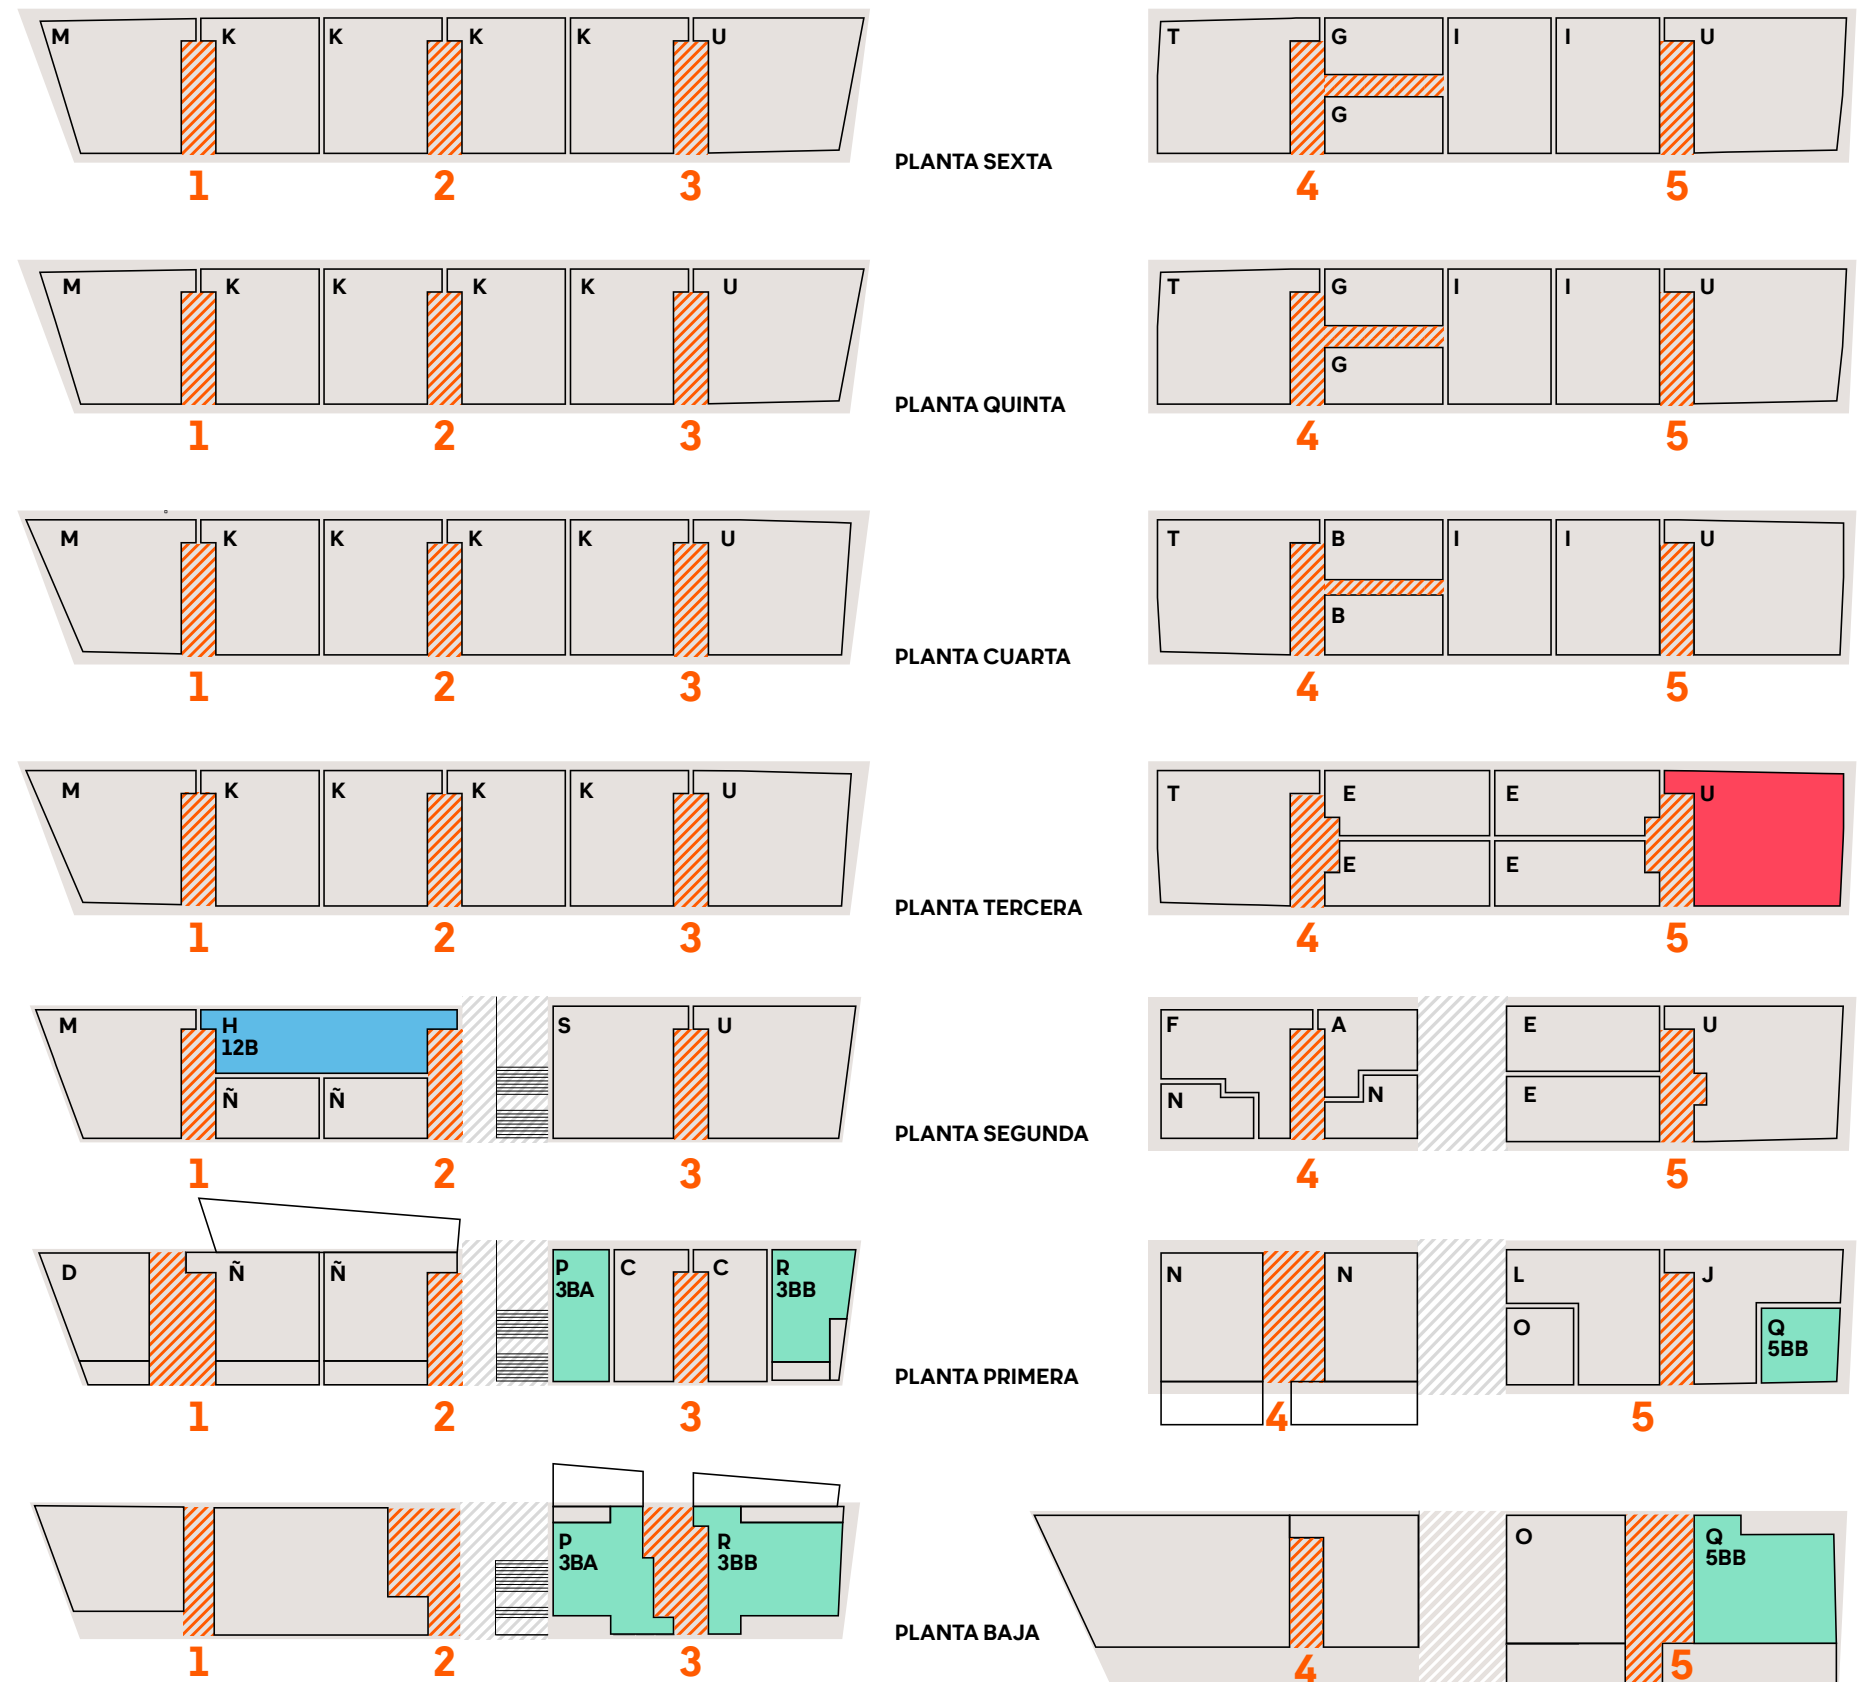 M K K K K U
T G I I U
G
PLANTA SEXTA
1 2 3
4 5
M K K K K U
T G I I U
G
PLANTA QUINTA
1 2 3
4 5
M K K K K U
T B I I U
B
PLANTA CUARTA
1 2 3
4 5
M K K K K U
T E E U
E E
PLANTA TERCERA
1 2 3
4 5
M H S U
12B
Ñ Ñ
F A E U
N N E
PLANTA SEGUNDA
1 2 3
4 5
D Ñ Ñ P C C R
3BA 3BB
N N L J
O Q
5BB
PLANTA PRIMERA
1 2 3
4 5
P R
3BA 3BB
O Q
5BB
PLANTA BAJA
1 2 3
4 5